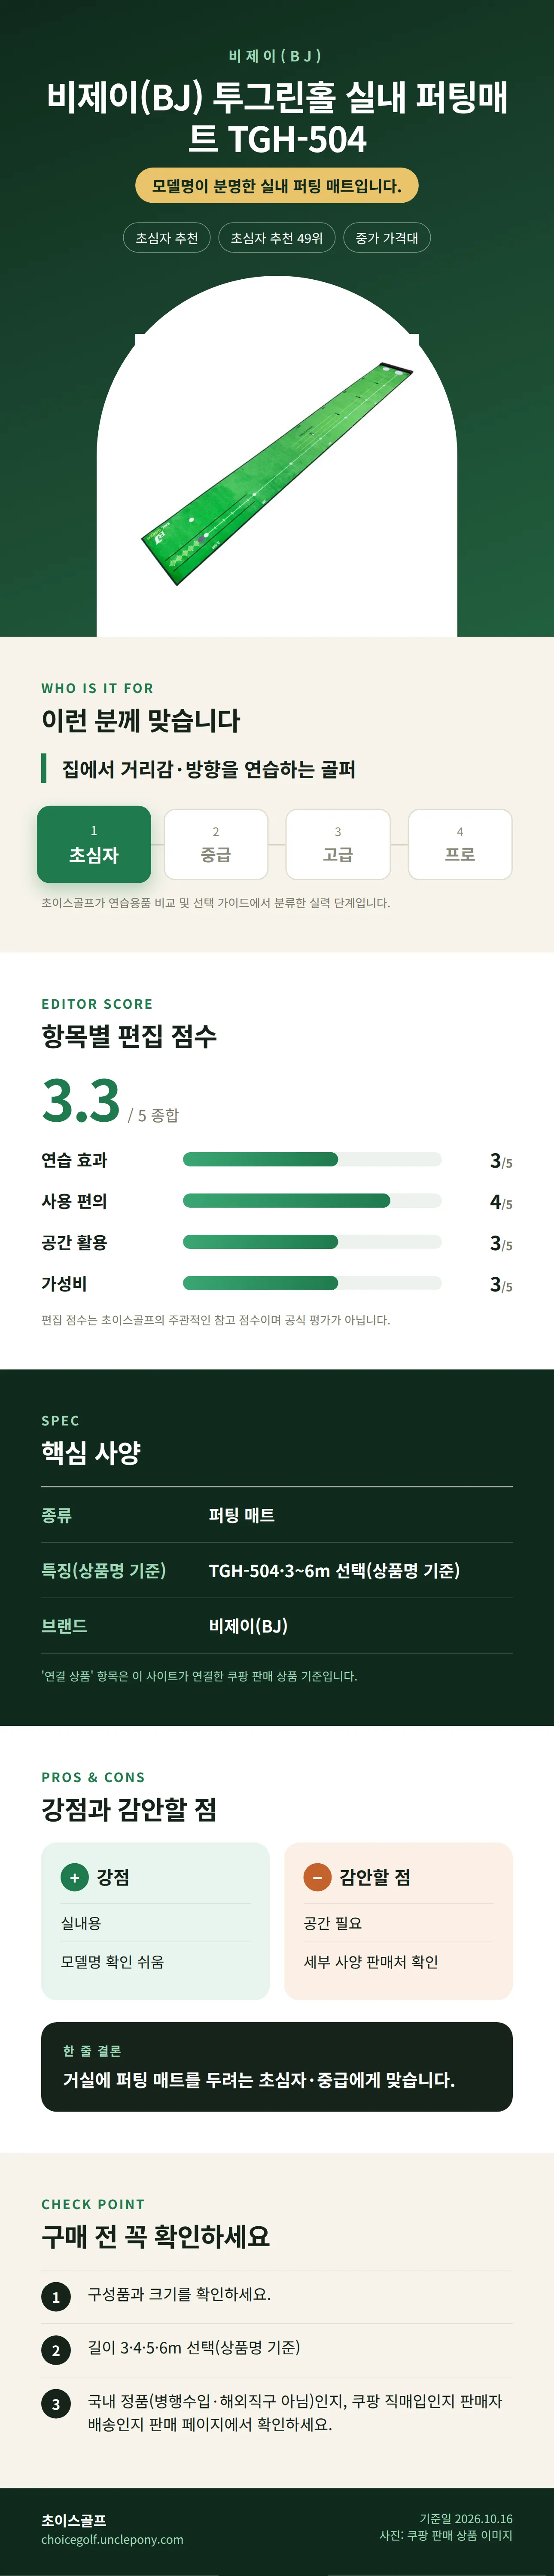 비제이(BJ)
비제이(BJ) 투그린홀 실내 퍼팅매
트 TGH-504
모델명이 분명한 실내 퍼팅 매트입니다.
초심자 추천
초심자 추천 49위
중가 가격대
WHO IS IT FOR
이런 분께 맞습니다
집에서 거리감·방향을 연습하는 골퍼
1
초심자
2
중급
3
고급
4
프로
초이스골프가 연습용품 비교 및 선택 가이드에서 분류한 실력 단계입니다.
EDITOR SCORE
항목별 편집 점수
3.3 / 5 종합
연습 효과 3/5
사용 편의 4/5
공간 활용 3/5
가성비 3/5
편집 점수는 초이스골프의 주관적인 참고 점수이며 공식 평가가 아닙니다.
SPEC
핵심 사양
종류 퍼팅 매트
특징(상품명 기준) TGH-504·3~6m 선택(상품명 기준)
브랜드 비제이(BJ)
'연결 상품' 항목은 이 사이트가 연결한 쿠팡 판매 상품 기준입니다.
PROS & CONS
강점과 감안할 점
+ 강점
실내용
모델명 확인 쉬움
− 감안할 점
공간 필요
세부 사양 판매처 확인
한 줄 결론
거실에 퍼팅 매트를 두려는 초심자·중급에게 맞습니다.
CHECK POINT
구매 전 꼭 확인하세요
1 구성품과 크기를 확인하세요.
2 길이 3·4·5·6m 선택(상품명 기준)
3 국내 정품(병행수입·해외직구 아님)인지, 쿠팡 직매입인지 판매자
배송인지 판매 페이지에서 확인하세요.
초이스골프
choicegolf.unclepony.com
기준일 2026.10.16
사진: 쿠팡 판매 상품 이미지